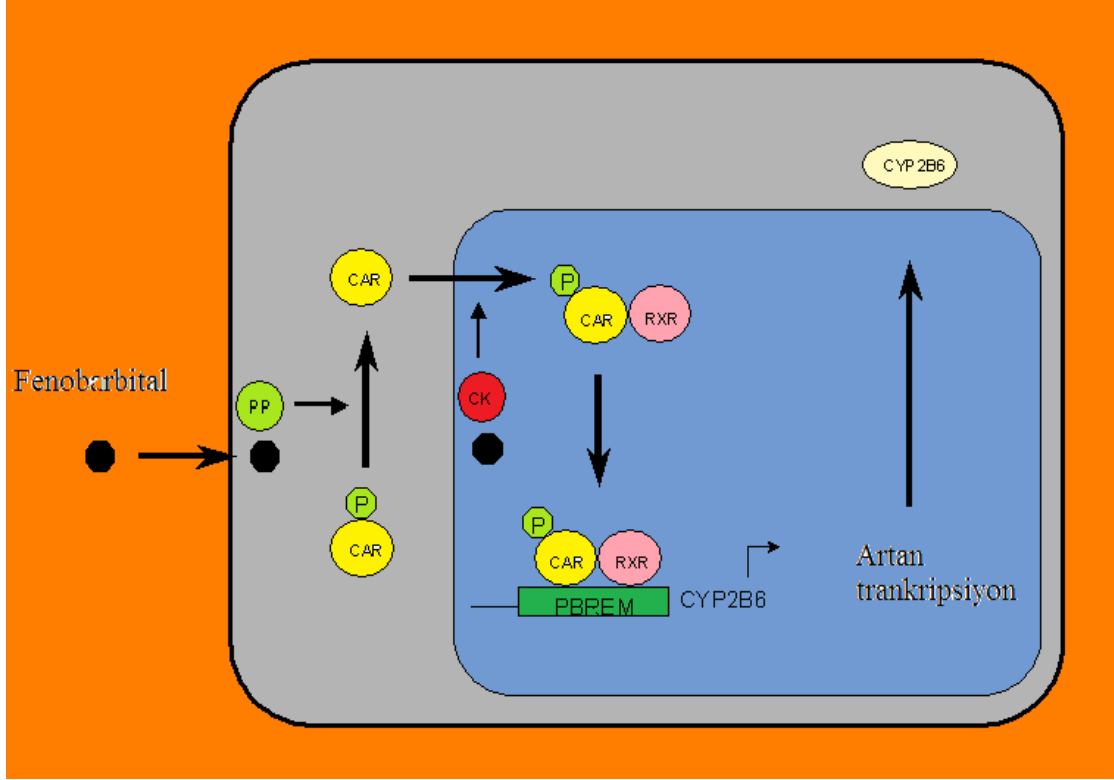 CYP2B6
CAR
P
CAR
RXR
Fenobarbital
PP
CK
P
CAR
P
CAR
RXR
PBREM
CYP2B6
Artan
trankripsiyon